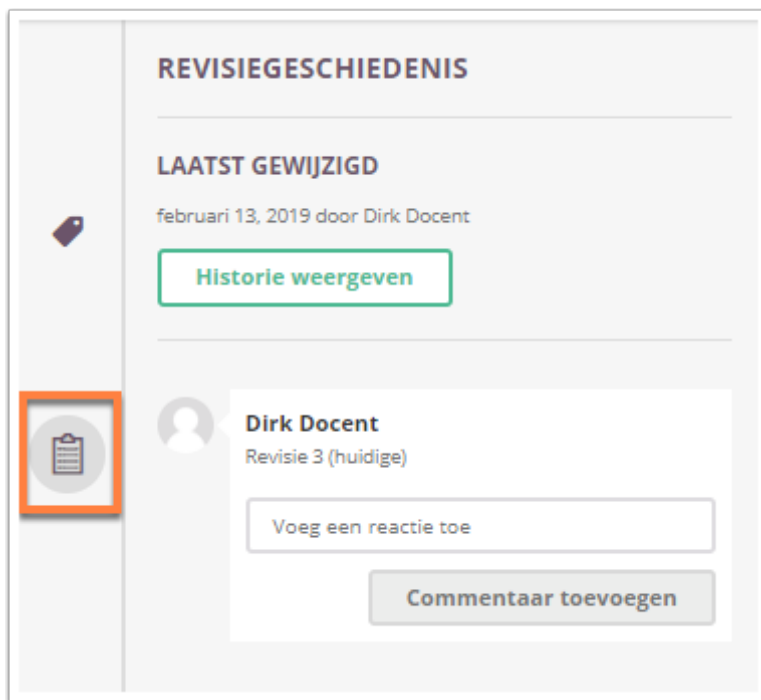 REVISIEGESCHIEDENIS
LAATST GEWIJZIGD
februari 13, 2019 door Dirk Docent
Historie weergeven
Dirk Docent
Revisie 3 (huidige)
Voeg een reactie toe
Commentaar toevoegen